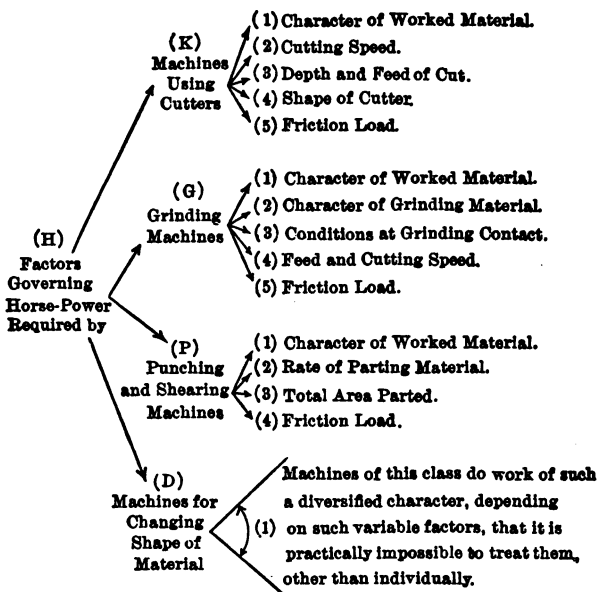 (K)
Machines
Using
Cutters
(1) Character of Worked Material.
(2) Cutting Speed.
(3) Depth and Feed of Cut.
(4) Shape of Cutter.
(5) Friction Load.
(G)
Grinding
Machines
(1) Character of Worked Material.
(2) Character of Grinding Material.
(3) Conditions at Grinding Contact.
(4) Feed and Cutting Speed.
(5) Friction Load.
(H)
Factors
Governing
Horse-Power
Required by
(P)
Punching
and Shearing
Machines
(1) Character of Worked Material.
(2) Rate of Parting Material.
(3) Total Area Parted.
(4) Friction Load.
(D)
Machines for
Changing
Shape of
Material
(1)
Machines of this class do work of such
a diversified character, depending
on such variable factors, that it is
practically impossible to treat them,
other than individually.